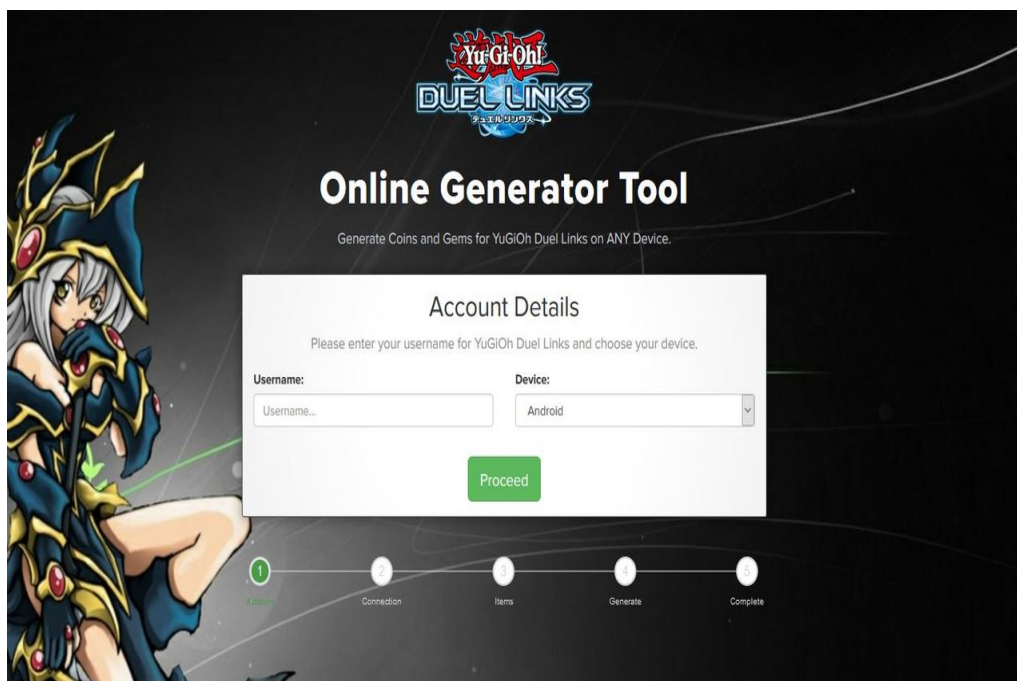 Yu-Gi-Oh!
DUEL LINKS
デュエルリンクス
Online Generator Tool
Generate Coins and Gems for YuGiOh Duel Links on ANY Device.
Account Details
Please enter your username for YuGiOh Duel Links and choose your device.
Username: Device:
Username... Android
Proceed
1 2 3 4 5
Account Connection Items Generate Complete